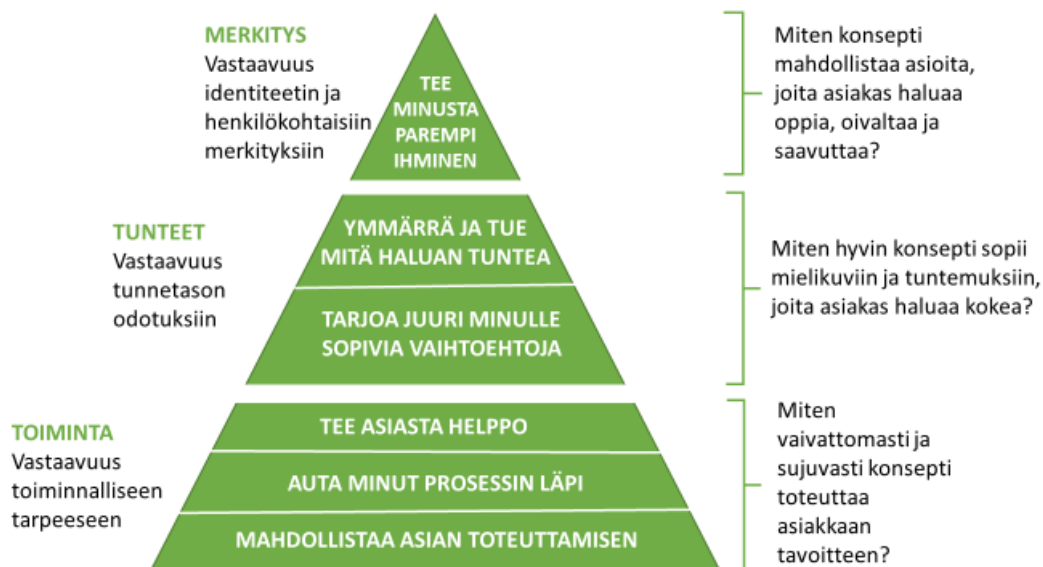 MERKITYS
Vastaavuus
identiteetin ja
henkilökohtaisiin
merkityksiin
TEE
MINUSTA
PAREMPI
IHMINEN
Miten konsepti
mahdollistaa asioita,
joita asiakas haluaa
oppia, oivaltaa ja
saavuttaa?
TUNTEET
Vastaavuus
tunnetason
odotuksiin
YMMÄRRÄ JA TUE
MITÄ HALUAN TUNTEA
TARJOA JUURI MINULLE
SOPIVIA VAIHTOEHTOJA
Miten hyvin konsepti sopii
mielikuviin ja tuntemuksiin,
joita asiakas haluaa kokea?
TOIMINTA
Vastaavuus
toiminnalliseen
tarpeeseen
TEE ASIASTA HELPPO
AUTA MINUT PROSESSIN LÄPI
MAHDOLLISTAA ASIAN TOTEUTTAMISEN
Miten
vaivattomasti ja
sujuvasti konsepti
toteuttaa
asiakkaan
tavoitteen?